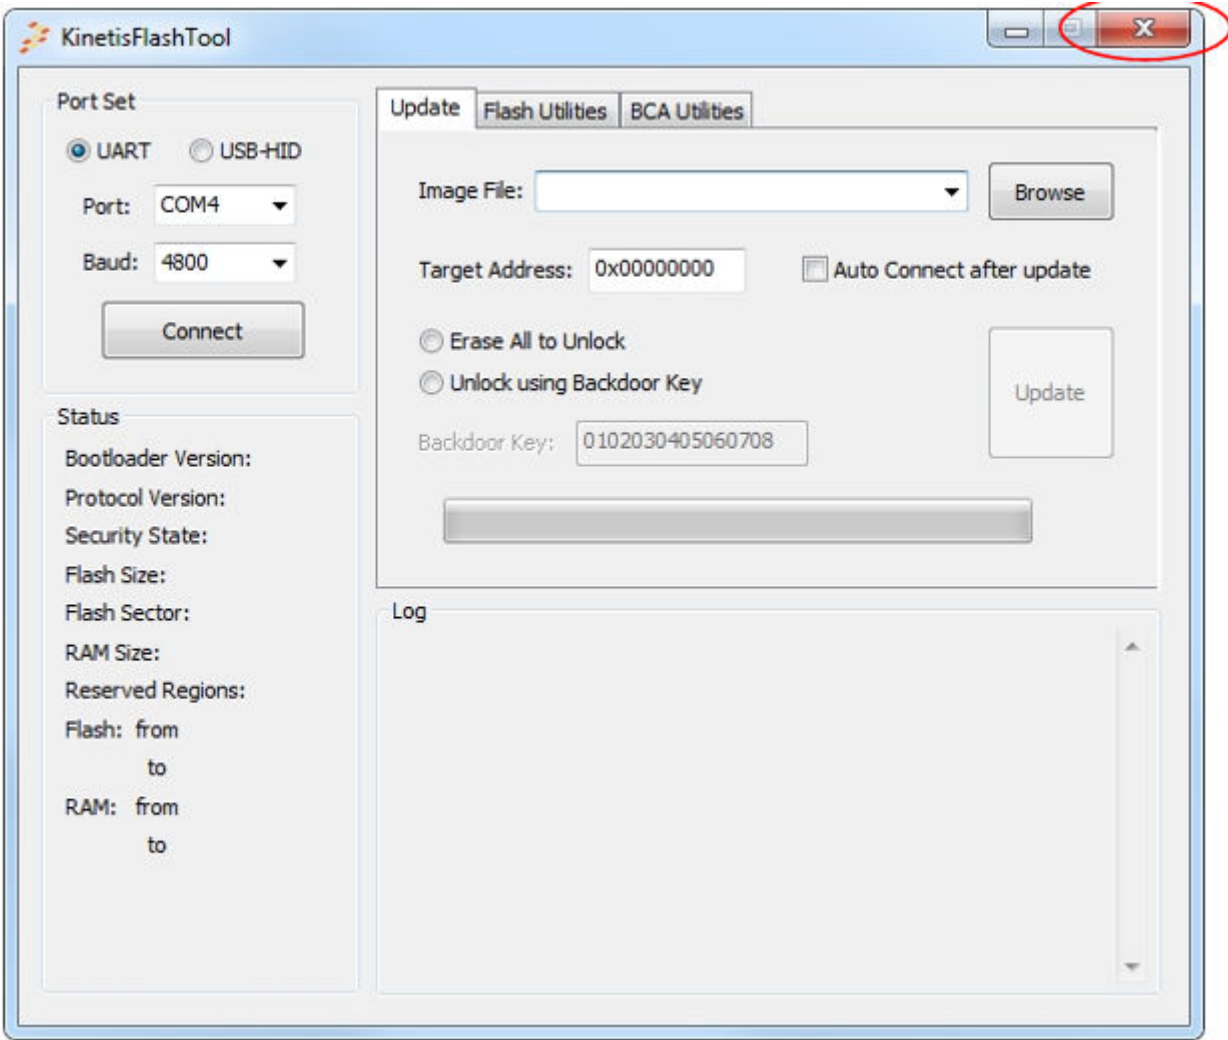 KinetisFlashTool
Port Set
UART USB-HID
Port: COM4
Baud: 4800
Connect
Status
Bootloader Version:
Protocol Version:
Security State:
Flash Size:
Flash Sector:
RAM Size:
Reserved Regions:
Flash: from
to
RAM: from
to
Update Flash Utilities BCA Utilities
Image File: Browse
Target Address: 0x00000000 Auto Connect after update
Erase All to Unlock
Unlock using Backdoor Key
Update
Backdoor Key: 0102030405060708
Log